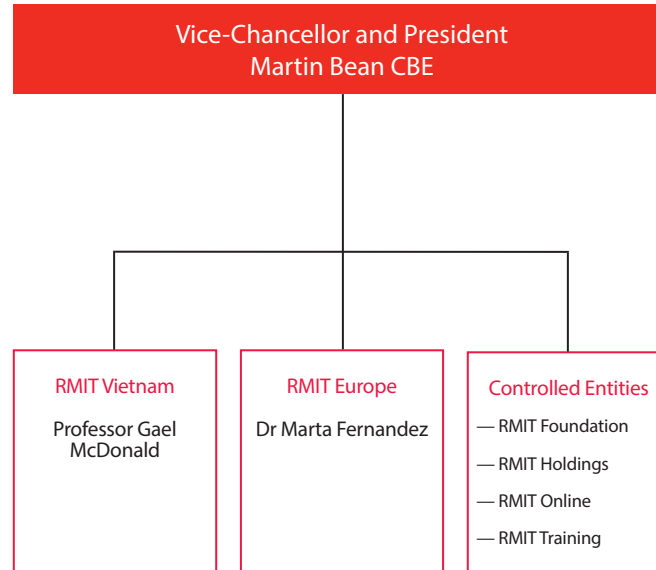 Vice-Chancellor and President
Martin Bean CBE
RMIT Vietnam
Professor Gael
McDonald
RMIT Europe
Dr Marta Fernandez
Controlled Entities
— RMIT Foundation
— RMIT Holdings
— RMIT Online
— RMIT Training